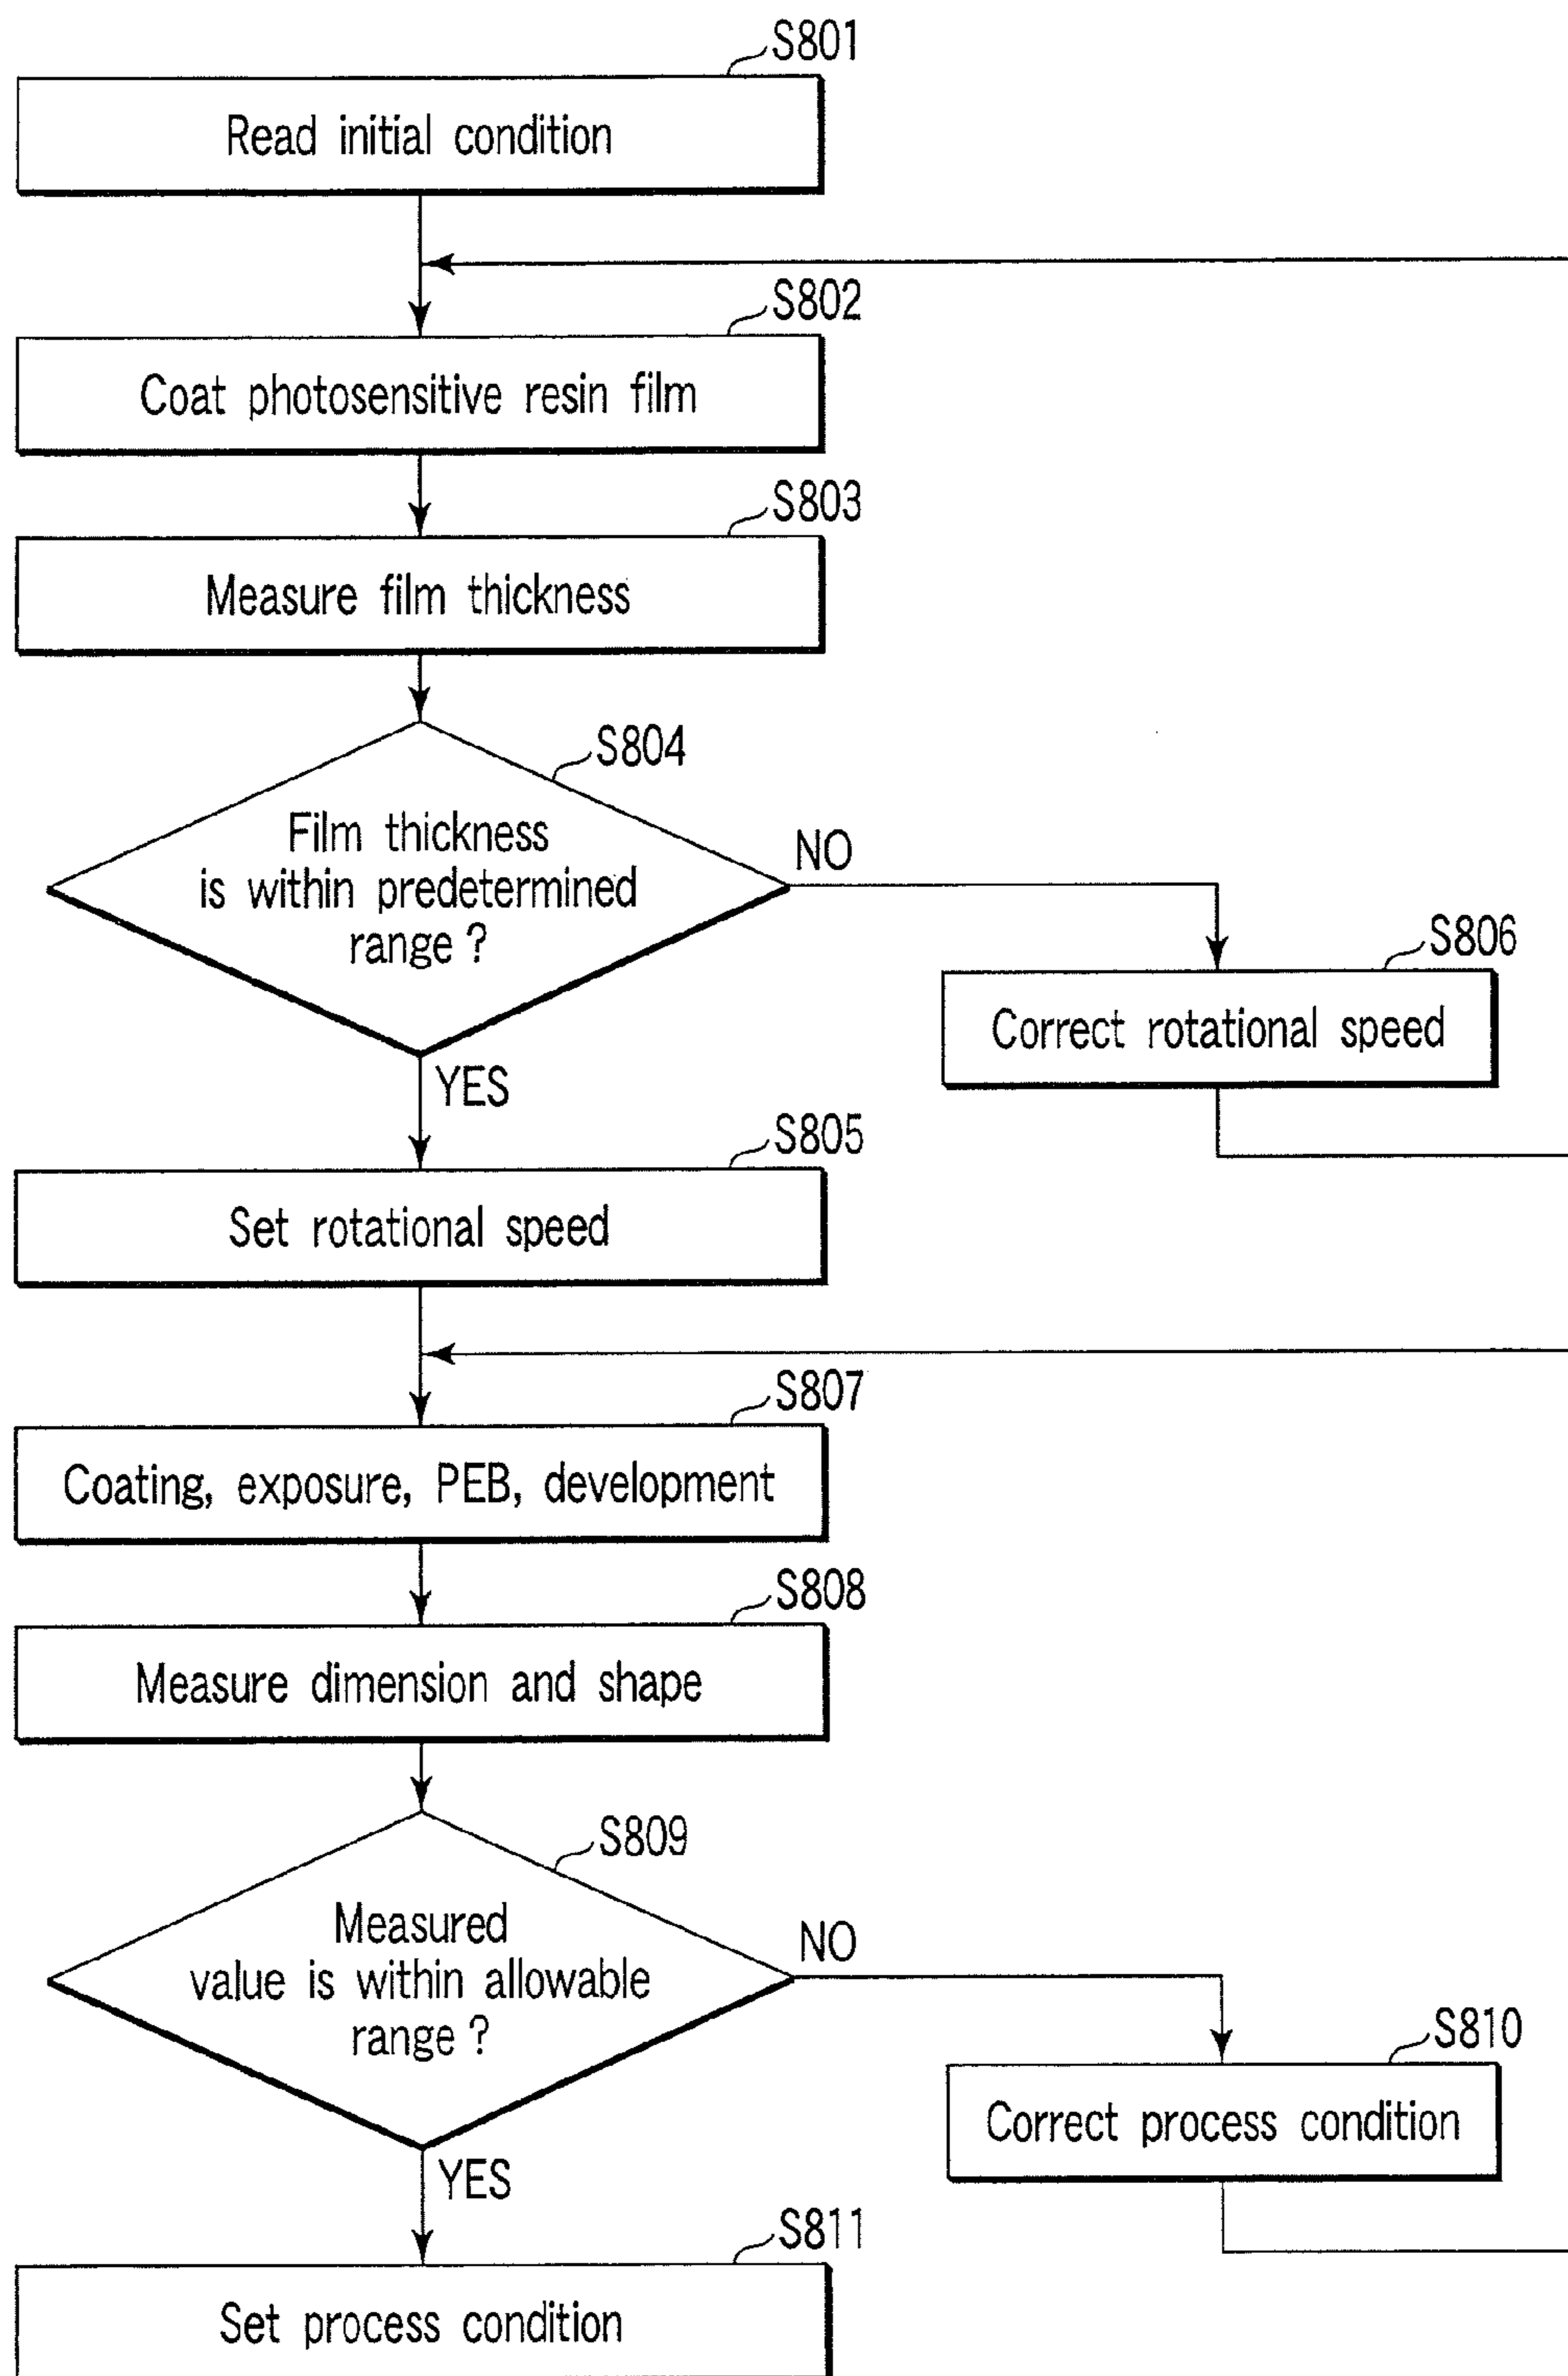 S801
Read initial condition
S802
Coat photosensitive resin film
S803
Measure film thickness
S804
Film thickness
is within predetermined
range ?
NO
S806
Correct rotational speed
YES
S805
Set rotational speed
S807
Coating, exposure, PEB, development
S808
Measure dimension and shape
S809
Measured
value is within allowable
range ?
NO
S810
Correct process condition
YES
S811
Set process condition